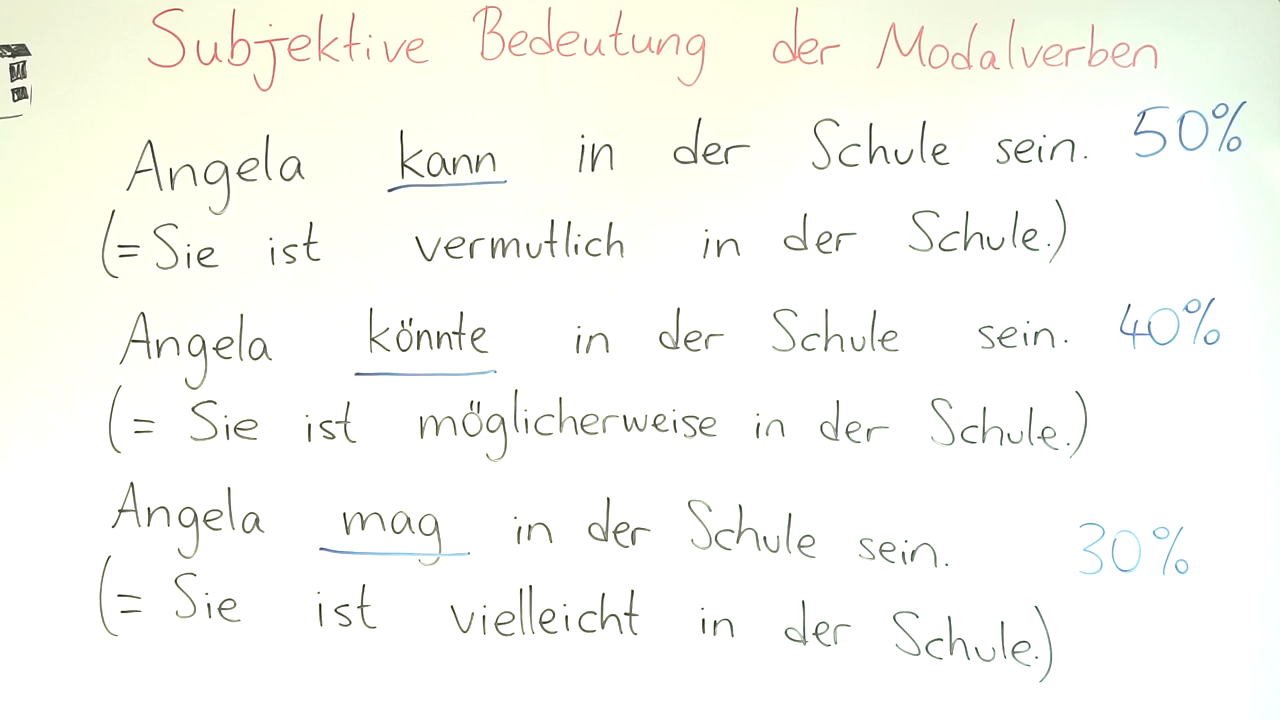 Subjektive Bedeutung der Modalverben
Angela kann in der Schule sein. 50%
(= Sie ist vermutlich in der Schule.)
Angela könnte in der Schule sein. 40%
(= Sie ist möglicherweise in der Schule.)
Angela mag in der Schule sein. 30%
(= Sie ist vielleicht in der Schule.)